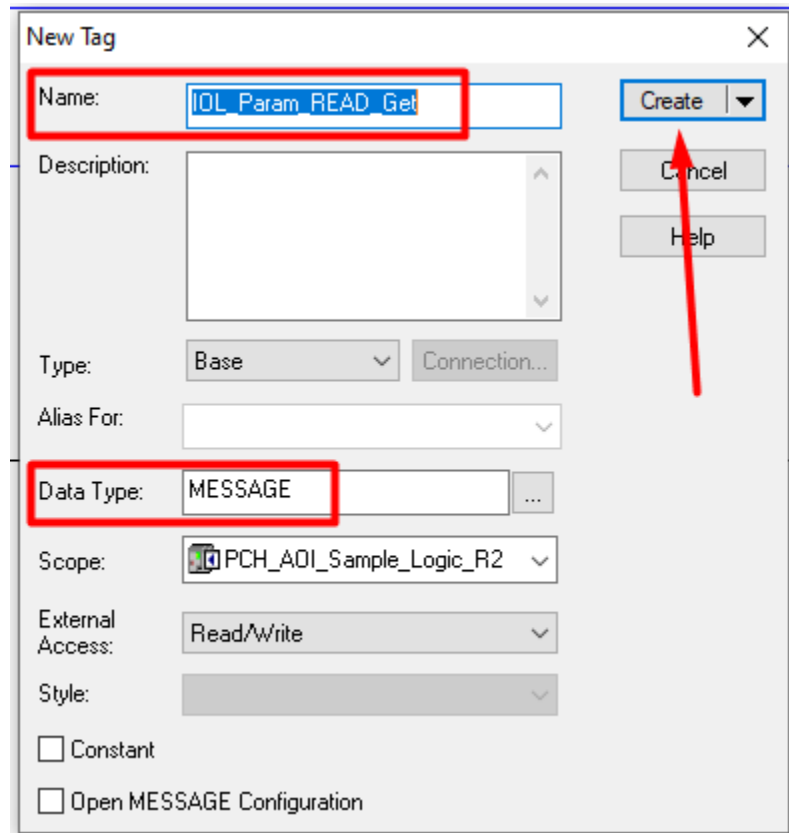 New Tag
Name: IOL_Param_READ_Get Create
Description: Cancel
Help
Type: Base Connection...
Alias For:
Data Type: MESSAGE ...
Scope: PCH_AOI_Sample_Logic_R2
External
Access: Read/Write
Style:
Constant
Open MESSAGE Configuration